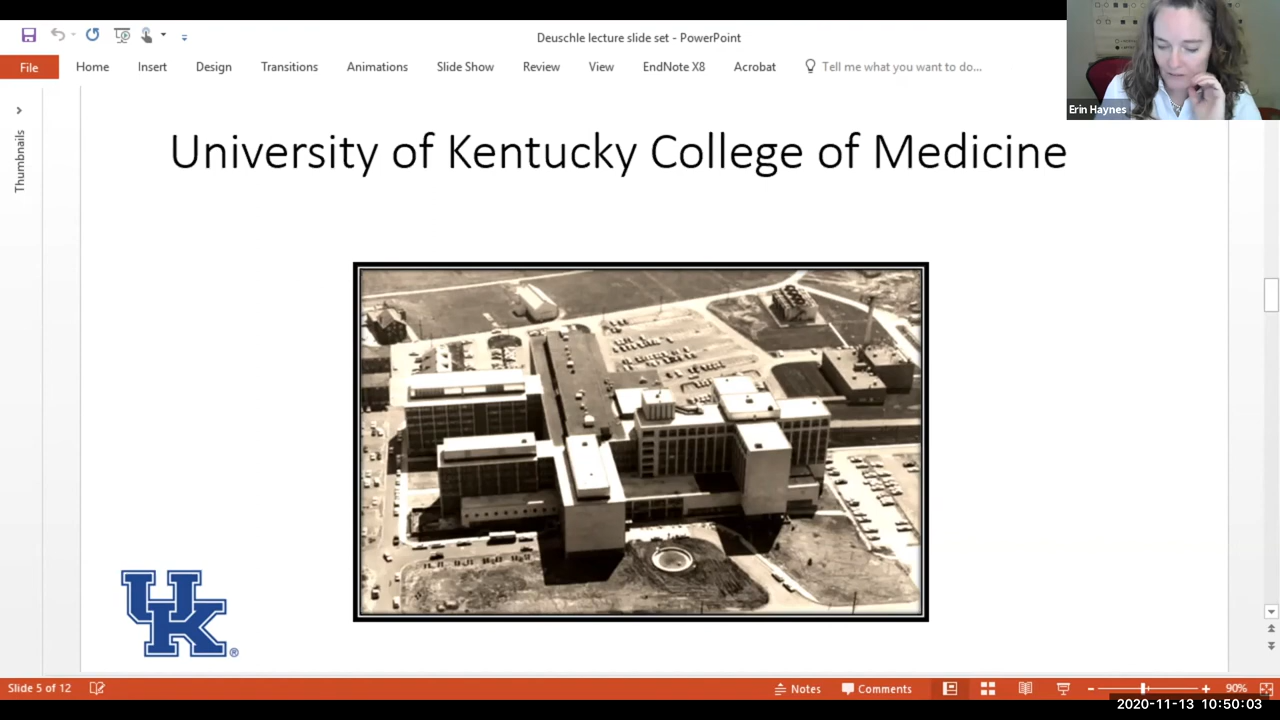 Deuschle lecture slide set - PowerPoint
File Home Insert Design Transitions Animations Slide Show Review View EndNote X8 Acrobat Tell me what you want to do...
Erin Haynes
Thumbnails
University of Kentucky College of Medicine
UK®
Slide 5 of 12 Notes Comments 90%
2020-11-13 10:50:03